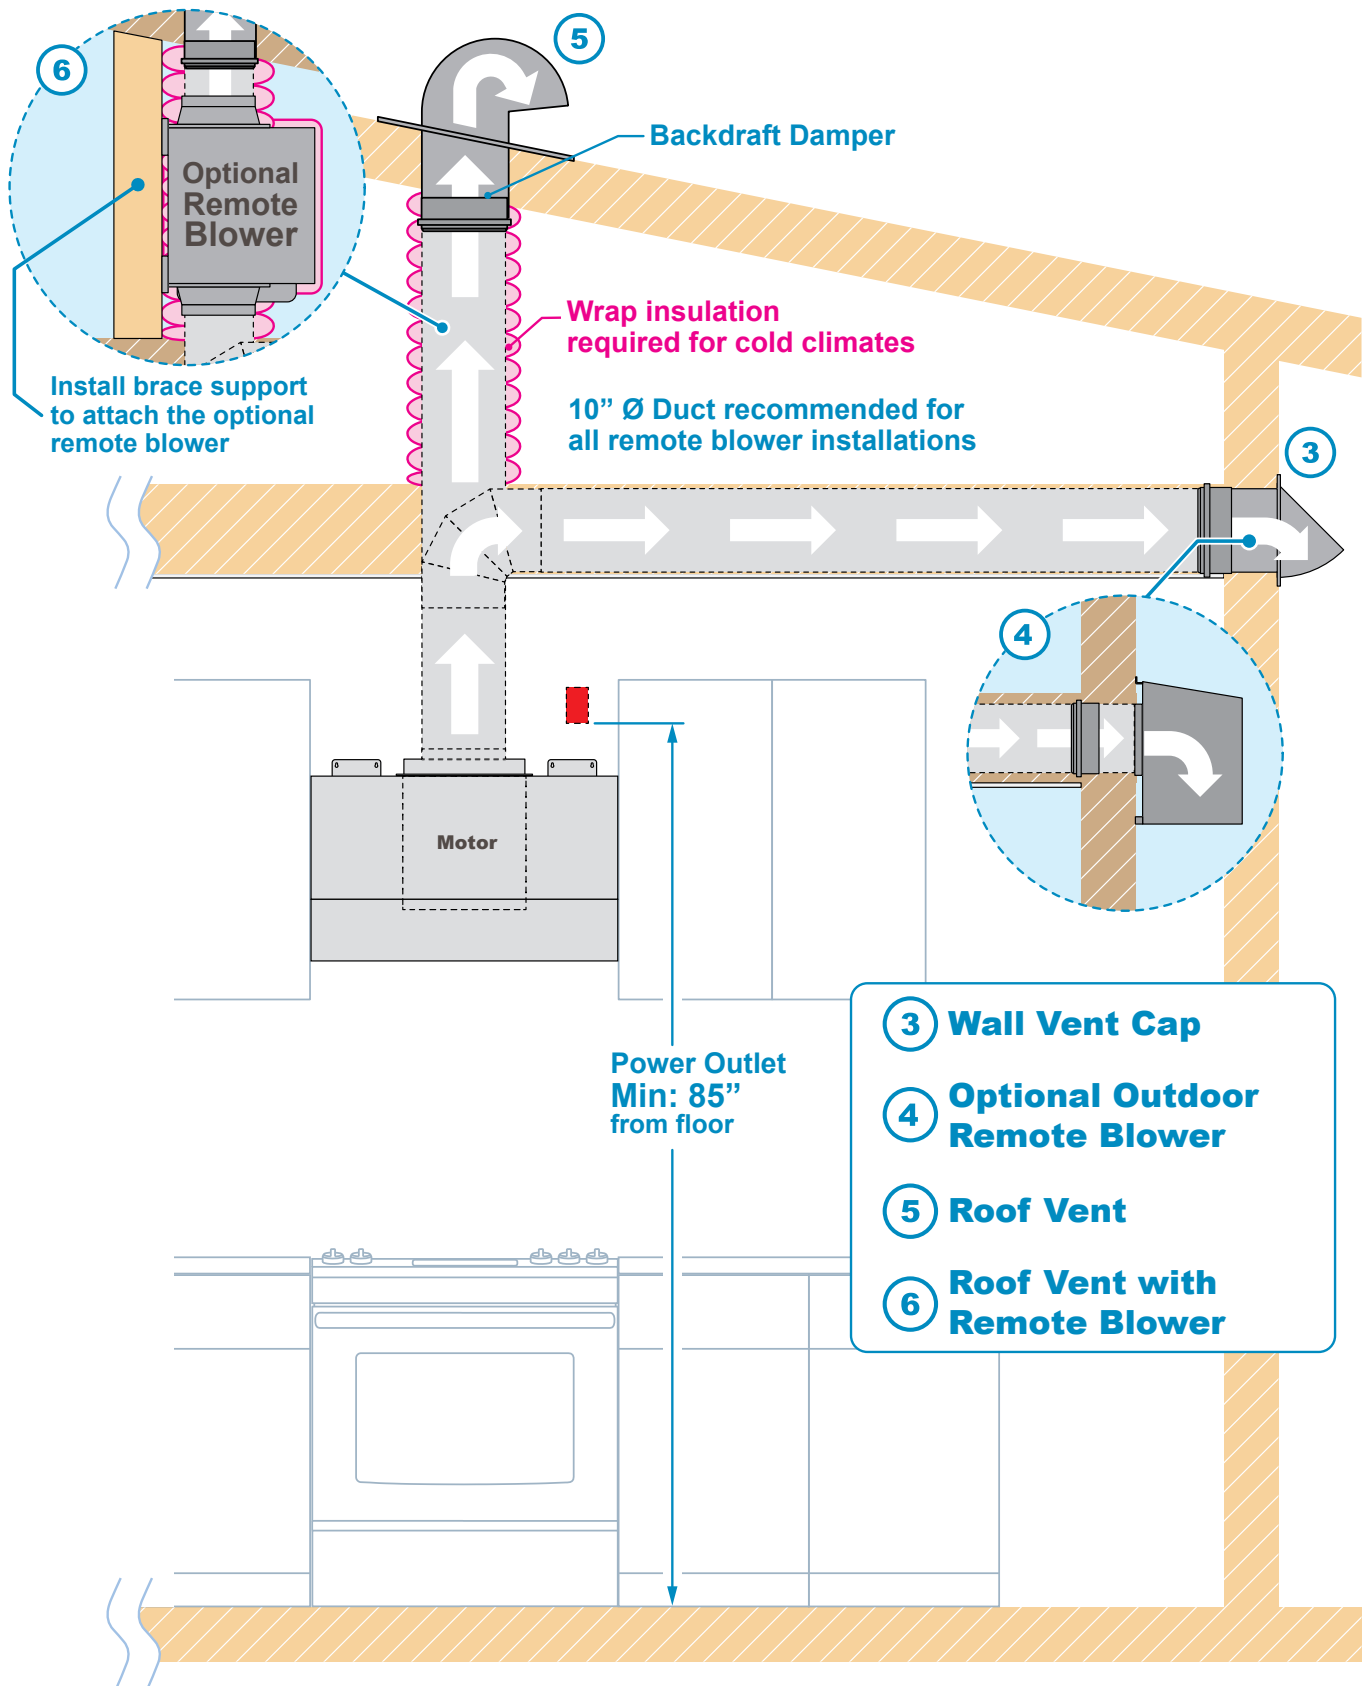 6
Optional
Remote
Blower
Install brace support
to attach the optional
remote blower
5
Backdraft Damper
Wrap insulation
required for cold climates
10” Ø Duct recommended for
all remote blower installations
3
4
Motor
Power Outlet
Min: 85”
from floor
3 Wall Vent Cap
4 Optional Outdoor
Remote Blower
5 Roof Vent
6 Roof Vent with
Remote Blower